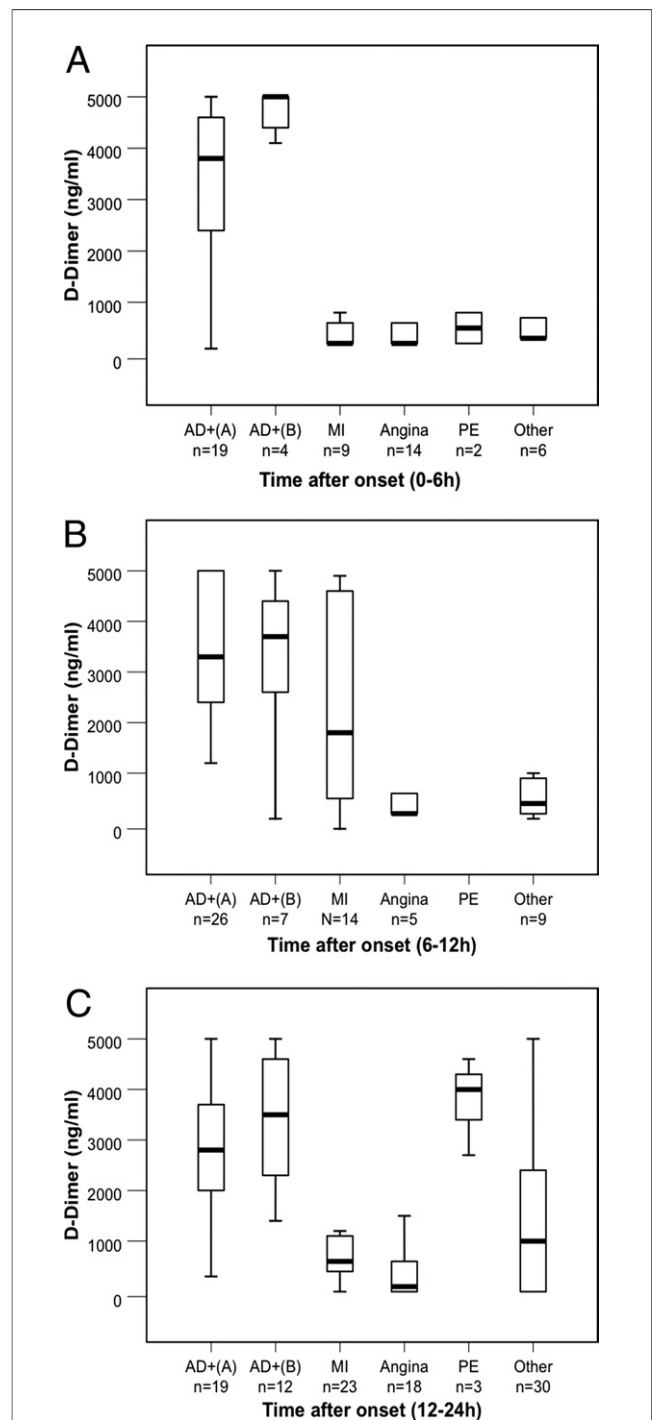 A
D-Dimer (ng/ml)
5000
4000
3000
2000
1000
0
AD+(A) AD+(B) MI Angina PE Other
n=19 n=4 n=9 n=14 n=2 n=6
Time after onset (0-6h)
B
D-Dimer (ng/ml)
5000
4000
3000
2000
1000
0
AD+(A) AD+(B) MI Angina PE Other
n=26 n=7 N=14 n=5 n=9
Time after onset (6-12h)
C
D-Dimer (ng/ml)
5000
4000
3000
2000
1000
0
AD+(A) AD+(B) MI Angina PE Other
n=19 n=12 n=23 n=18 n=3 n=30
Time after onset (12-24h)